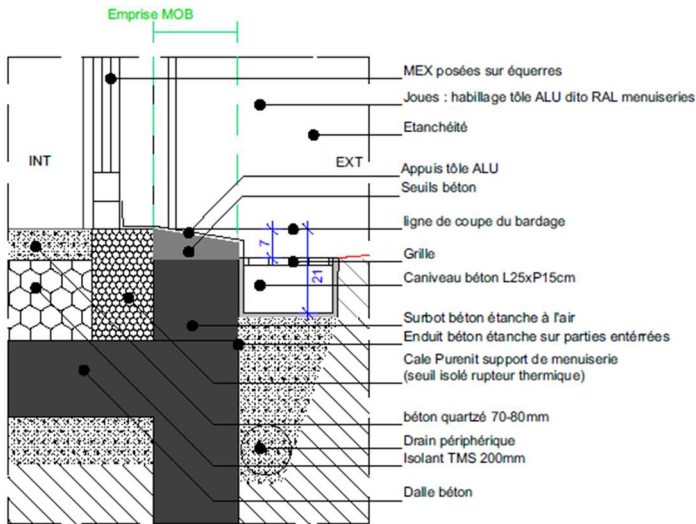 Emprise MOB
MEX posées sur équerres
Joues : habillage tôle ALU dito RAL menuiseries
Etanchéité
INT
EXT
Appuis tôle ALU
Seuils béton
ligne de coupe du bardage
7
Grille
21
Caniveau béton L25xP15cm
Surbot béton étanche à l'air
Enduit béton étanche sur parties entérrées
Cale Purenit support de menuiserie
(seuil isolé rupteur thermique)
béton quartzé 70-80mm
Drain périphérique
Isolant TMS 200mm
Dalle béton